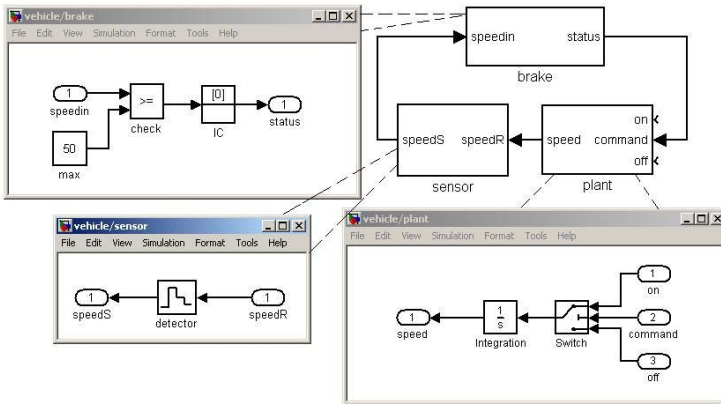 vehicle/brake
File Edit View Simulation Format Tools Help
1
speedin
>=
check
[0]
IC
1
status
50
max
speedin status
brake
speedS speedR
sensor
on
speed command
off
plant
vehicle/sensor
File Edit View Simulation Format Tools Help
1
speedS
detector
1
speedR
vehicle/plant
File Edit View Simulation Format Tools Help
1
on
1
speed
1
s
Integration
Switch
2
command
3
off